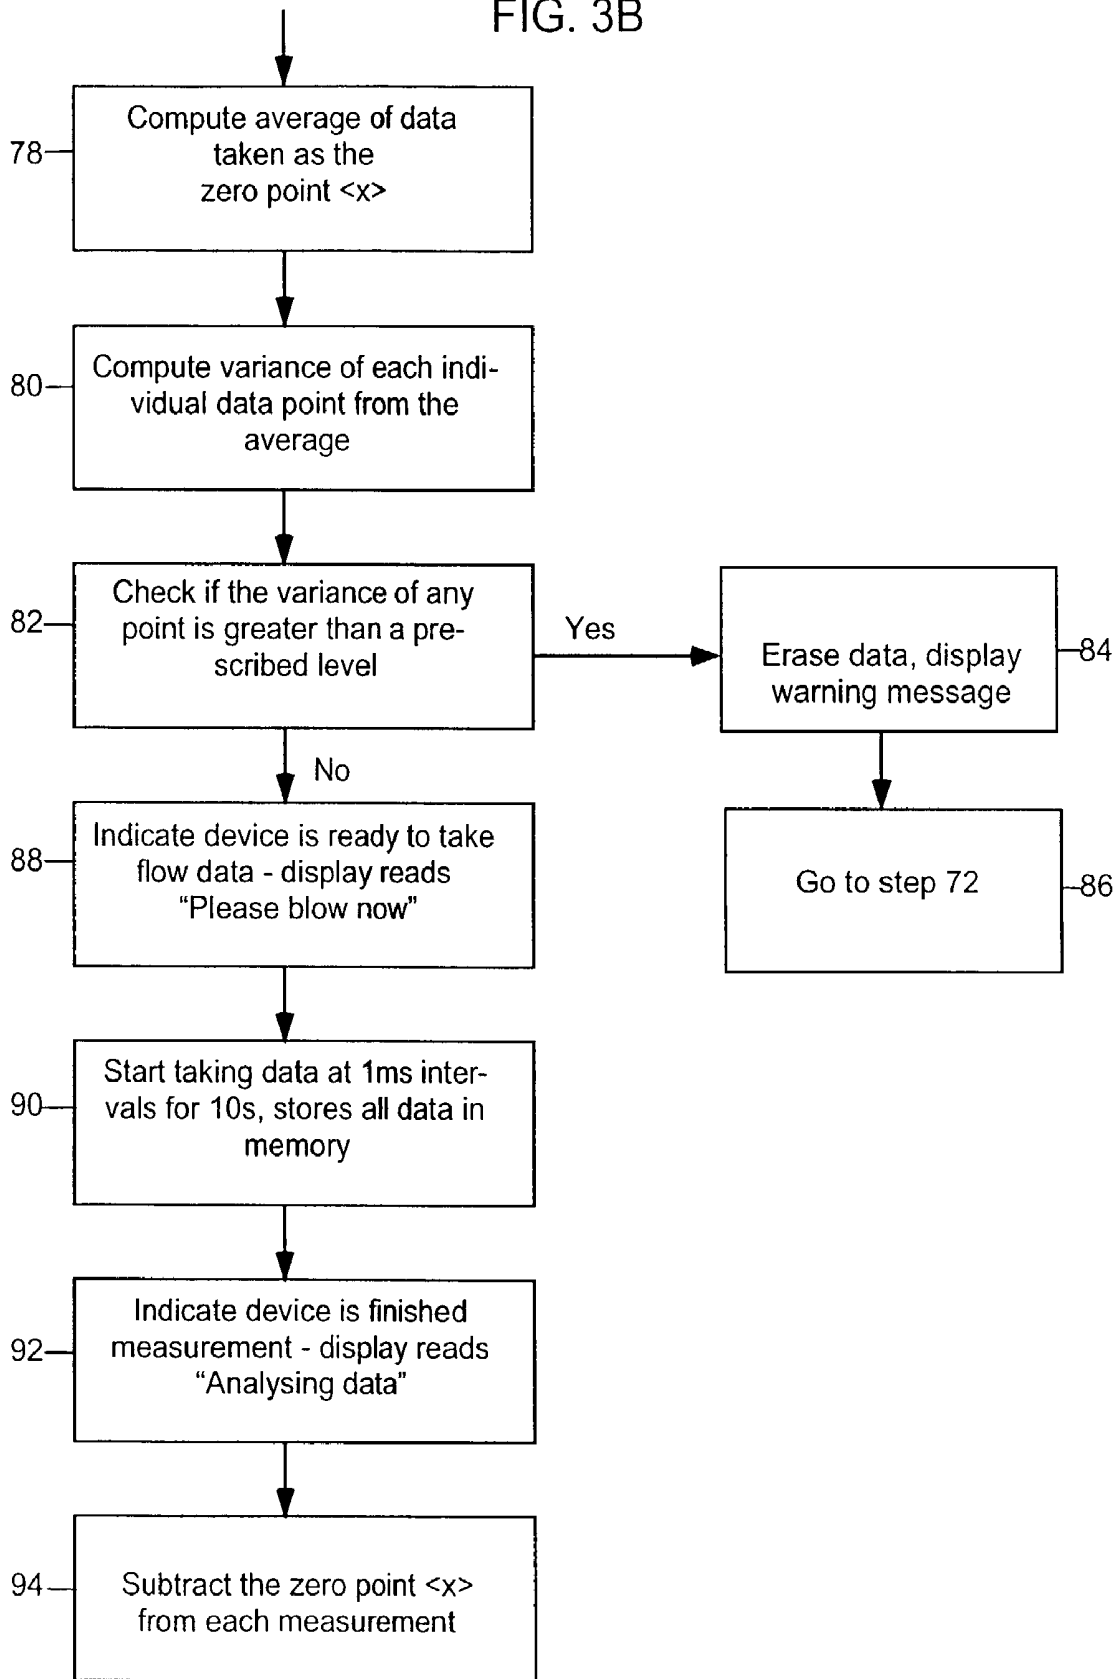 FIG. 3B
78
Compute average of data
taken as the
zero point <x>
80
Compute variance of each indi-
vidual data point from the
average
82
Check if the variance of any
point is greater than a pre-
scribed level
Yes
84
Erase data, display
warning message
No
86
Go to step 72
88
Indicate device is ready to take
flow data - display reads
“Please blow now”
90
Start taking data at 1ms inter-
vals for 10s, stores all data in
memory
92
Indicate device is finished
measurement - display reads
“Analysing data”
94
Subtract the zero point <x>
from each measurement